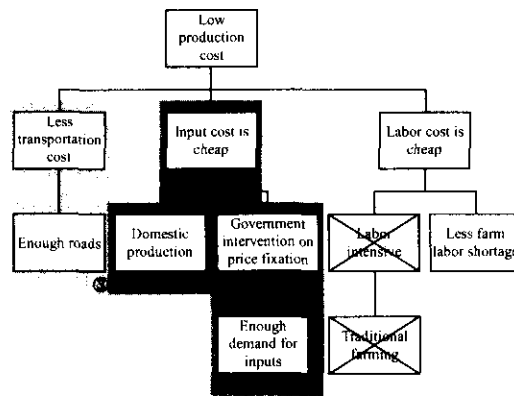 Low
production
cost
Less
transportation
cost
Input cost is
cheap
Labor cost is
cheap
Enough roads
Domestic
production
Government
intervention on
price fixation
Labor
intensive
Less farm
labor shortage
Enough
demand for
inputs
Traditional
farming